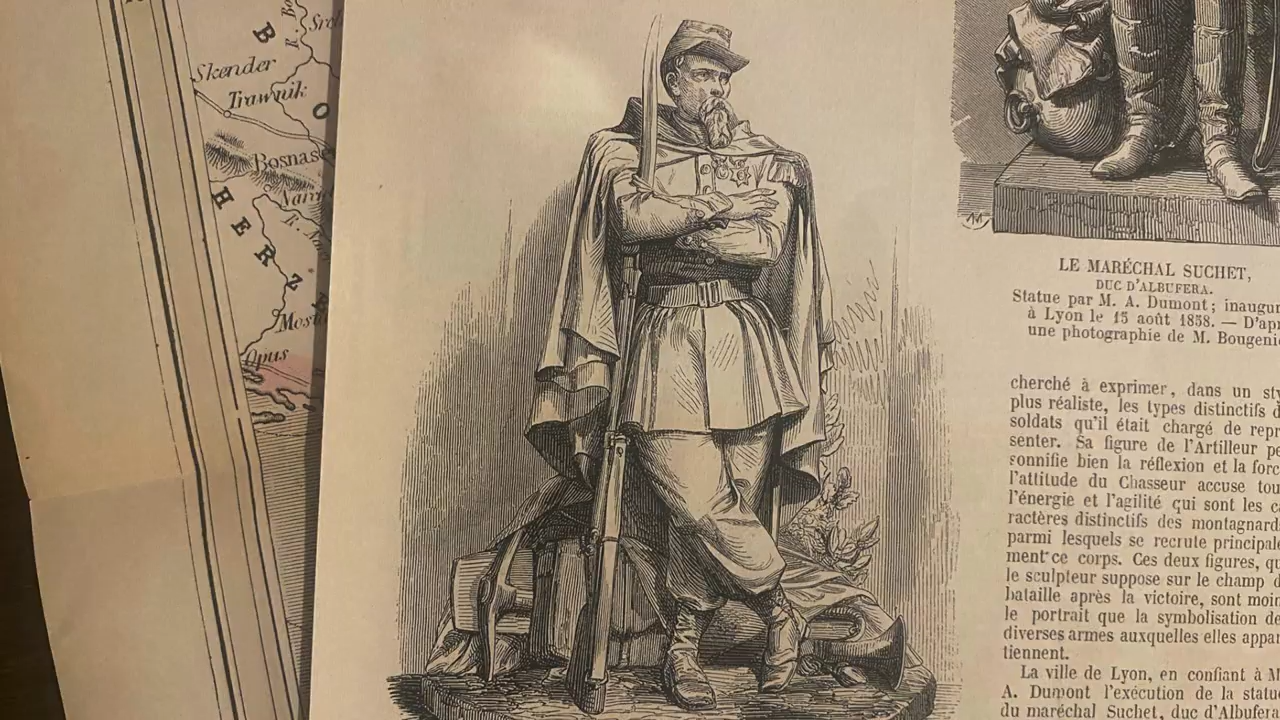 B
R. Bo
Skender
Trawnik
O
Bosnase
H
E
R
Z
R.
Opus
LE MARÉCHAL SUCHET,
DUC D'ALBUFERA.
Statue par M. A. Dumont; inaugur
à Lyon le 15 août 1858. — D'apr
une photographie de M. Bougenie
cherché à exprimer, dans un sty
plus réaliste, les types distinctifs d
soldats qu'il était chargé de repr
senter. Sa figure de l'Artilleur pe
sonnifie bien la réflexion et la forc
l'attitude du Chasseur accuse tou
l'énergie et l'agilité qui sont les ca
ractères distinctifs des montagnard
parmi lesquels se recrute principale
ment ce corps. Ces deux figures, qu
le sculpteur suppose sur le champ d
bataille après la victoire, sont moin
le portrait que la symbolisation de
diverses armes auxquelles elles appar
tiennent.
La ville de Lyon, en confiant à M
A. Dumont l'exécution de la statu
du maréchal Suchet, duc d'Albufera